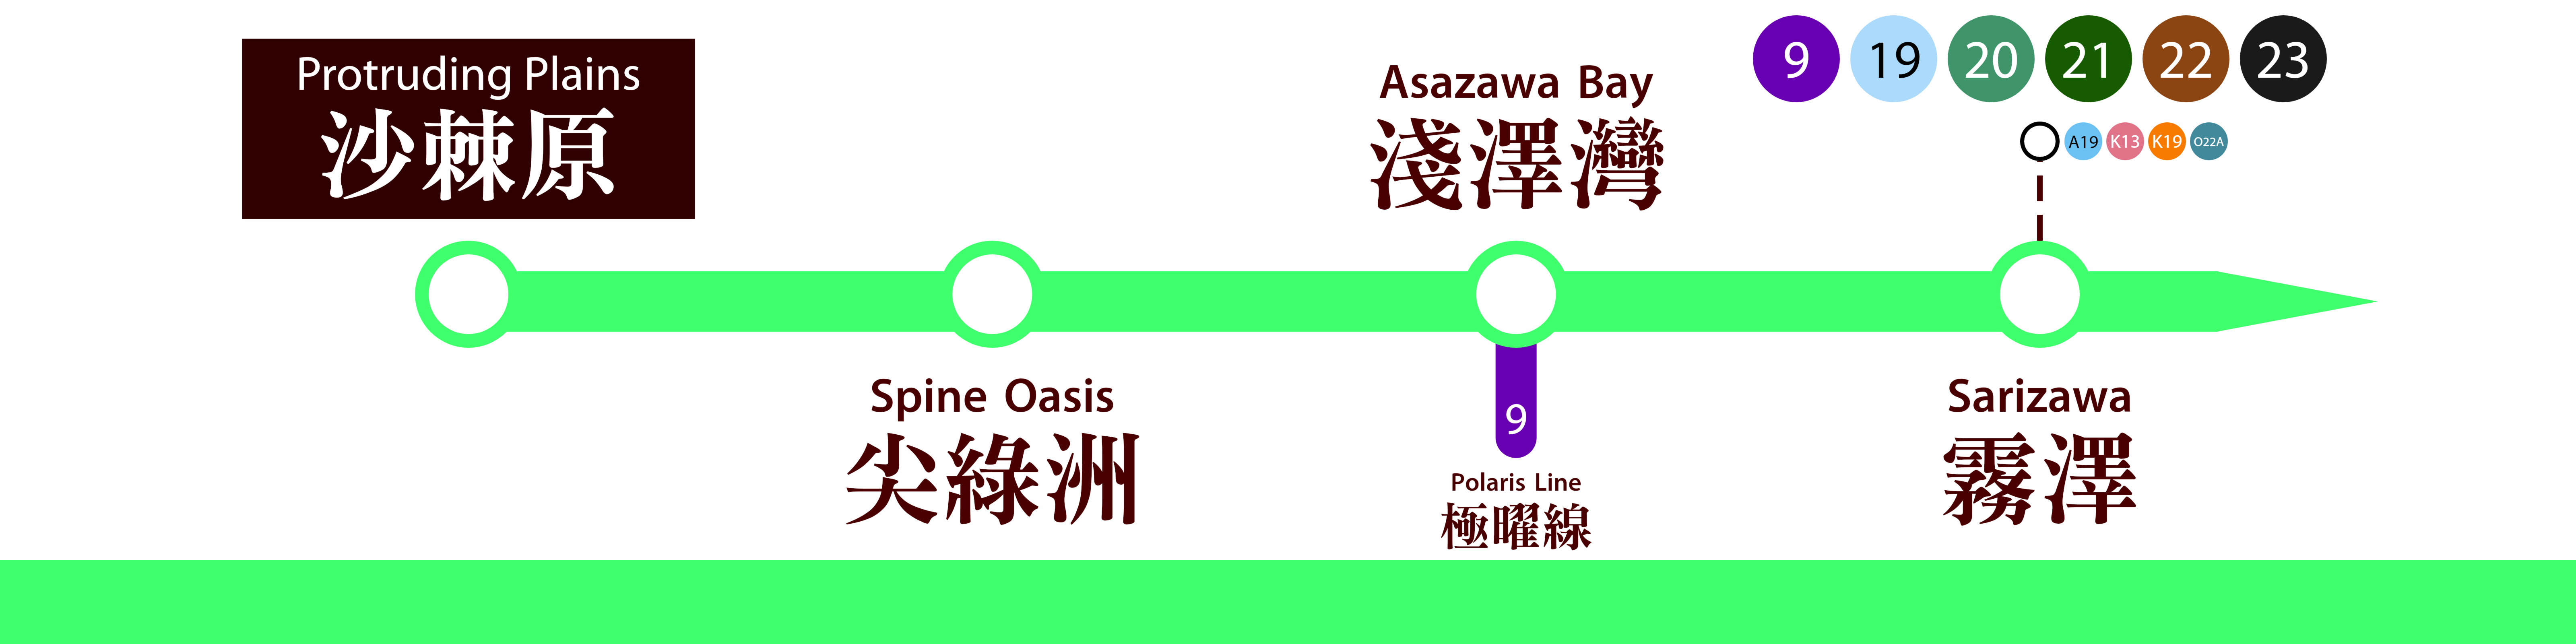 Protruding Plains
沙棘原
Spine Oasis
尖綠洲
Asazawa Bay
淺澤灣
9
Polaris Line
極曜線
9 19 20 21 22 23
A19 K13 K19 O22A
Sarizawa
霧澤